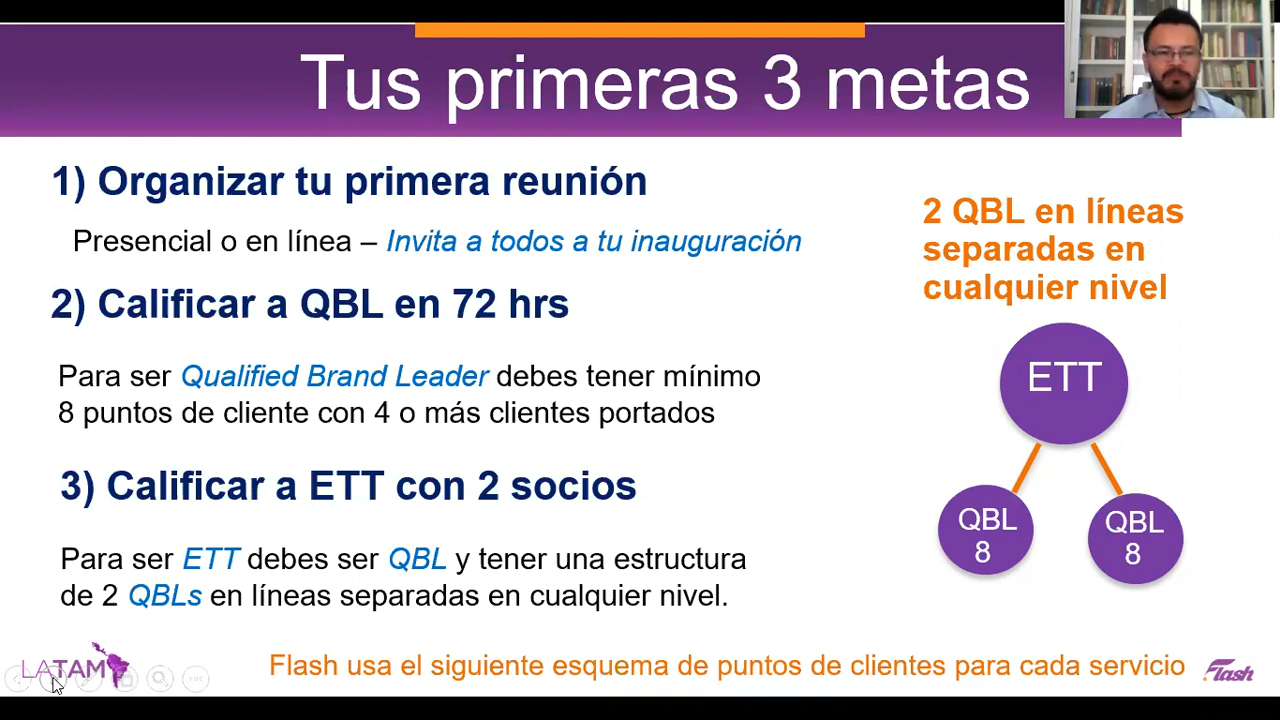 Tus primeras 3 metas
1) Organizar tu primera reunión
Presencial o en línea – Invita a todos a tu inauguración
2) Calificar a QBL en 72 hrs
Para ser Qualified Brand Leader debes tener mínimo
8 puntos de cliente con 4 o más clientes portados
3) Calificar a ETT con 2 socios
Para ser ETT debes ser QBL y tener una estructura
de 2 QBLs en líneas separadas en cualquier nivel.
2 QBL en líneas
separadas en
cualquier nivel
ETT
QBL
8
QBL
8
Flash usa el siguiente esquema de puntos de clientes para cada servicio
LATAM
Flash